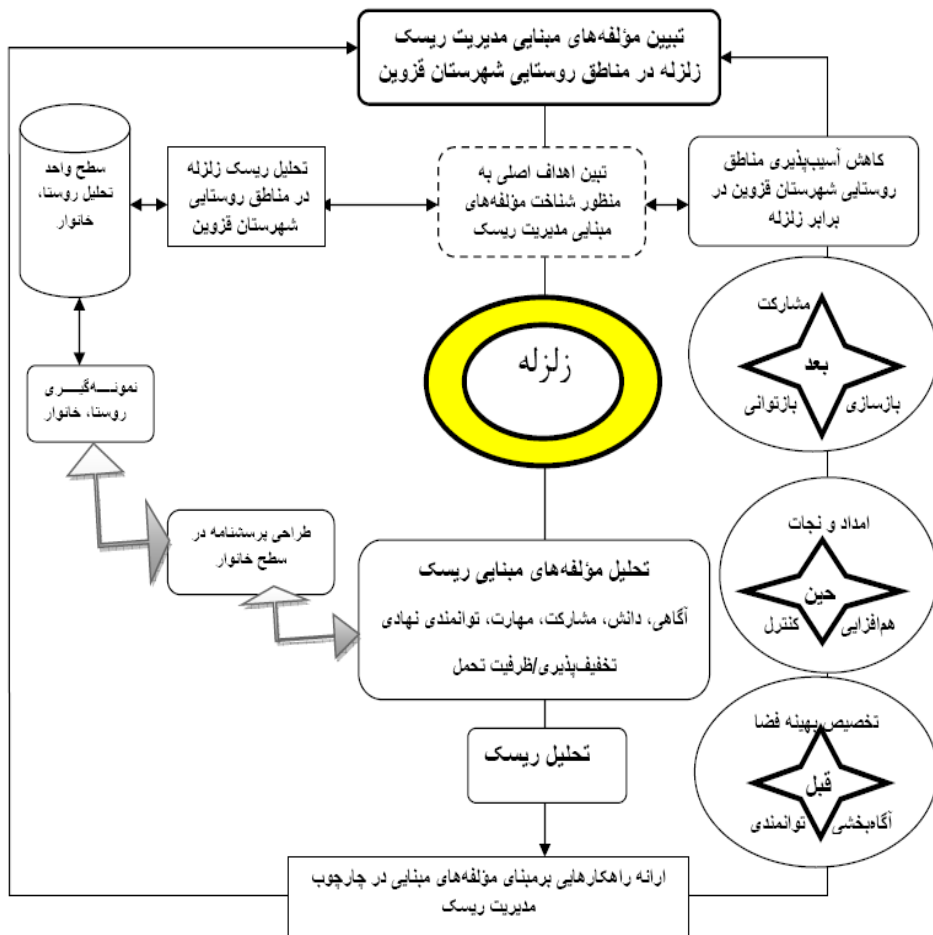 تبیین مؤلفه‌های مبنایی مدیریت ریسک
زلزله در مناطق روستایی شهرستان قزوین
کاهش آسیب‌پذیری مناطق
روستایی شهرستان قزوین در
برابر زلزله
تبین اهداف اصلی به
منظور شناخت مؤلفه‌های
مبنایی مدیریت ریسک
تحلیل ریسک زلزله
در مناطق روستایی
شهرستان قزوین
سطح واحد
تحلیل روستا،
خانوار
مشارکت
بعد
بازسازی
بازتوانی
زلزله
نمونه‌گیری
روستا، خانوار
امداد و نجات
حین
هم‌افزایی
کنترل
طراحی پرسشنامه در
سطح خانوار
تحلیل مؤلفه‌های مبنایی ریسک
آگاهی، دانش، مشارکت، مهارت، توانمندی نهادی
تخفیف‌پذیری/ظرفیت تحمل
تخصیص بهینه فضا
قبل
آگاه‌بخشی
توانمندی
تحلیل ریسک
ارانه راهکارهایی برمبنای مؤلفه‌های مبنایی در چارچوب
مدیریت ریسک